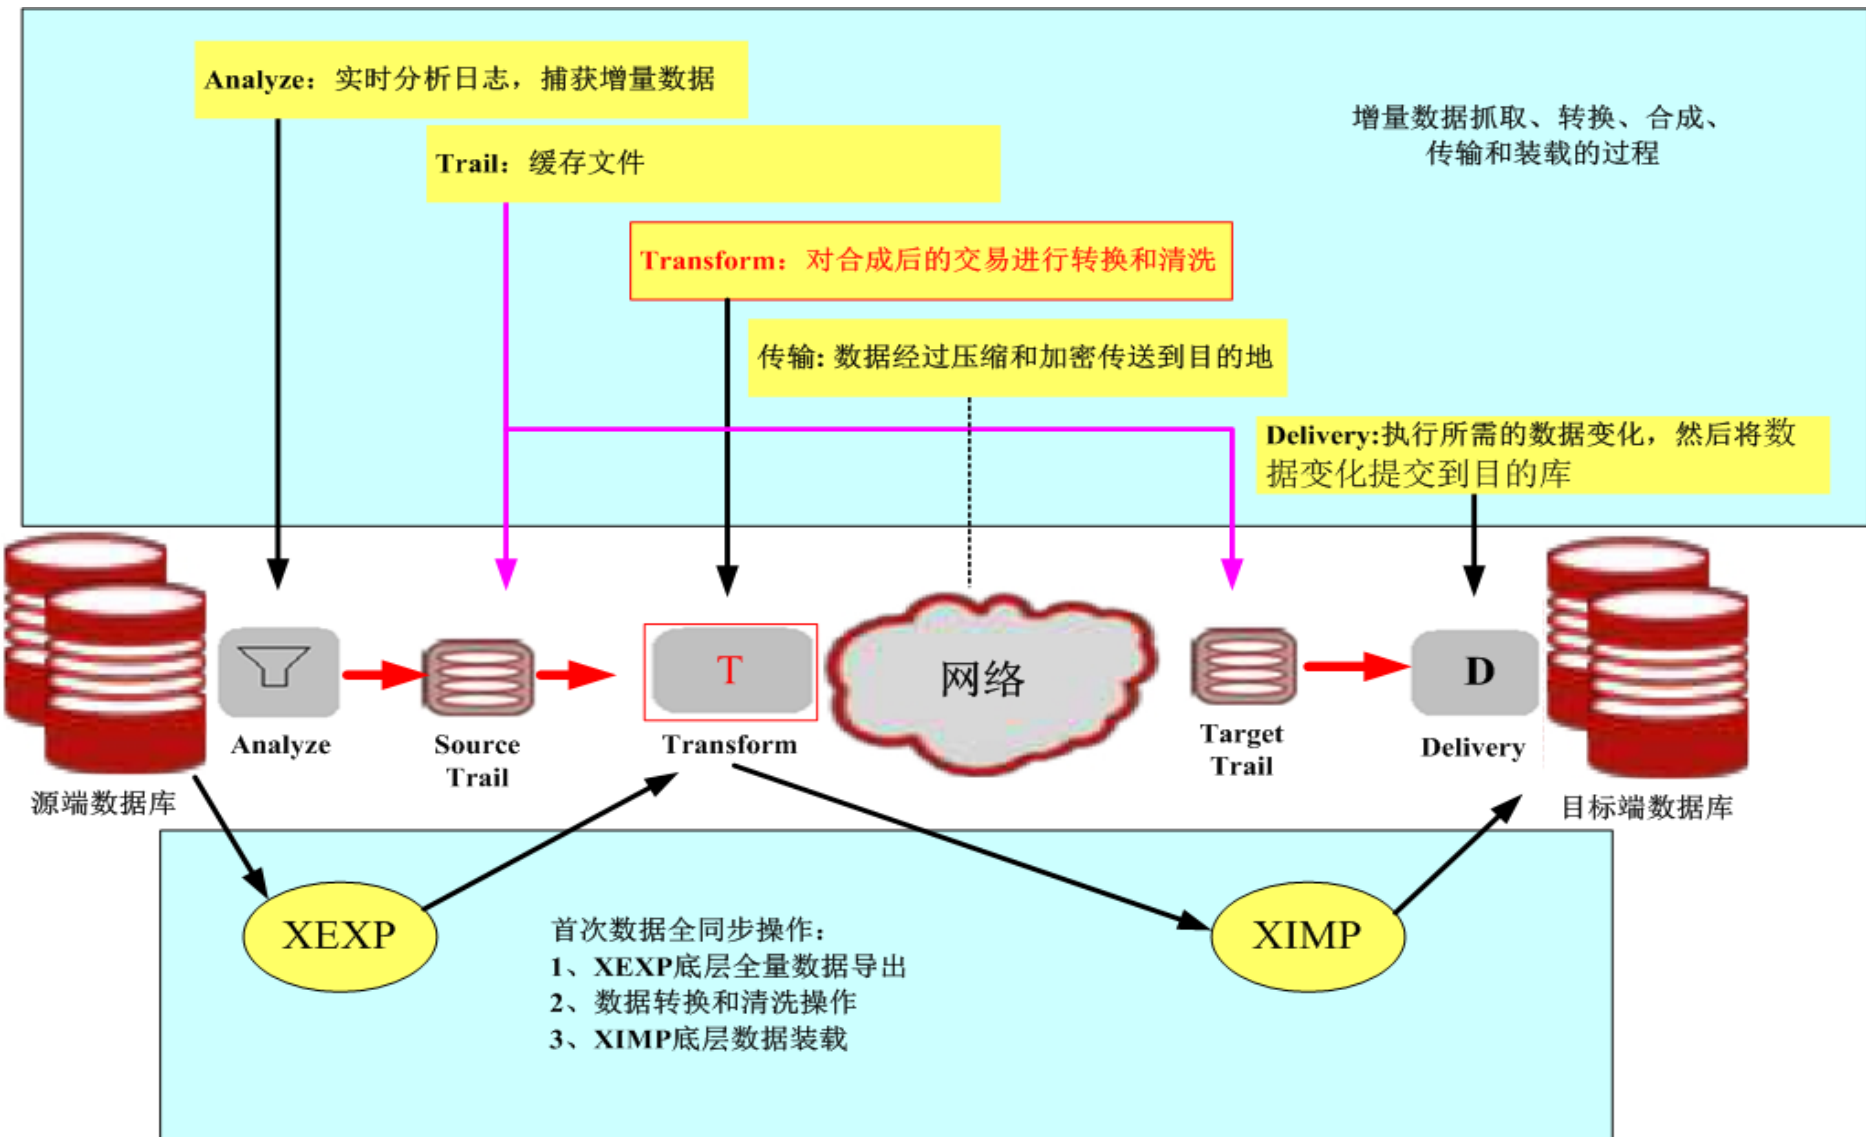 Analyze：实时分析日志，捕获增量数据
增量数据抓取、转换、合成、
传输和装载的过程
Trail：缓存文件
Transform：对合成后的交易进行转换和清洗
传输：数据经过压缩和加密传送到目的地
Delivery:执行所需的数据变化，然后将数
据变化提交到目的库
T
网络
D
Analyze
Source
Trail
Transform
Target
Trail
Delivery
源端数据库
目标端数据库
XEXP
XIMP
首次数据全同步操作：
1、XEXP底层全量数据导出
2、数据转换和清洗操作
3、XIMP底层数据装载